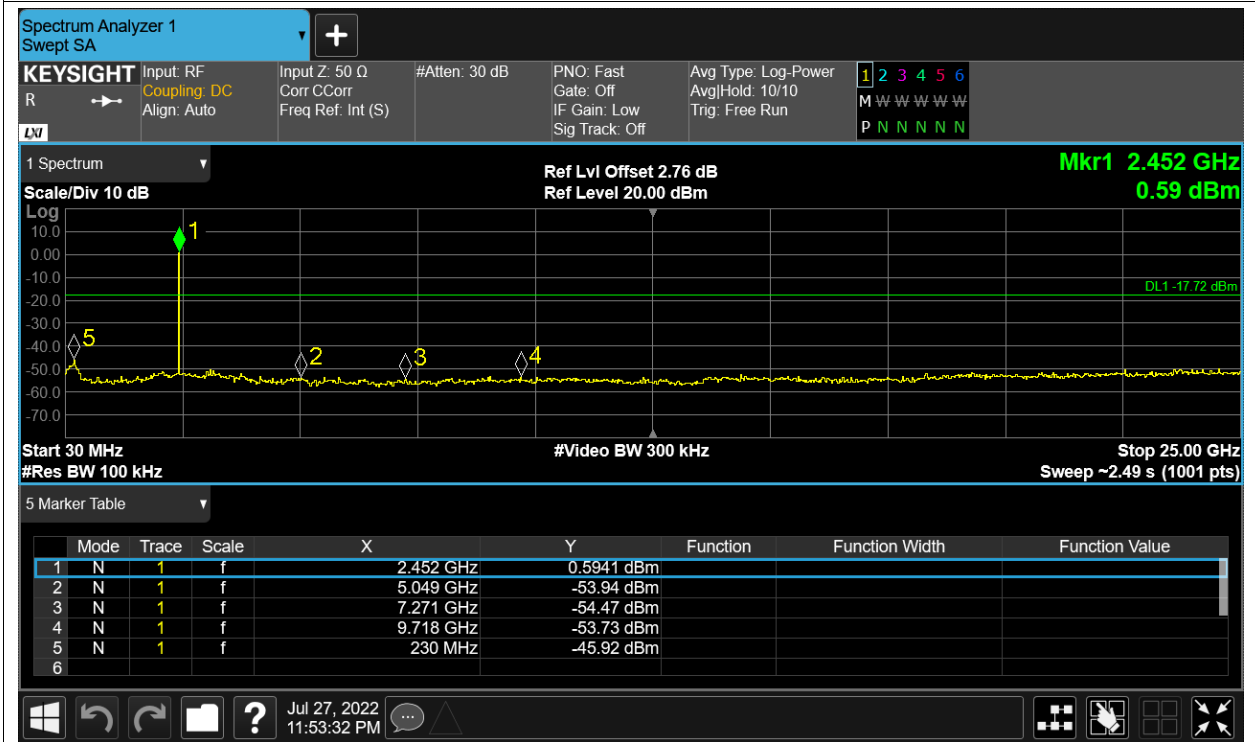 Spectrum Analyzer 1
Swept SA
KEYSIGHT Input: RF Input Z: 50 Ω #Atten: 30 dB PNO: Fast Avg Type: Log-Power 1 2 3 4 5 6
R Coupling: DC Corr CCorr Gate: Off Avg|Hold: 10/10 M W W W W W
Align: Auto Freq Ref: Int (S) IF Gain: Low Trig: Free Run
LXI Sig Track: Off P N N N N N
1 Spectrum Ref Lvl Offset 2.76 dB Mkr1 2.452 GHz
Scale/Div 10 dB Ref Level 20.00 dBm 0.59 dBm
Log
10.0 1
0.00
-10.0
DL1 -17.72 dBm
-20.0
-30.0
5
-40.0
2 3 4
-50.0
-60.0
-70.0
Start 30 MHz #Video BW 300 kHz Stop 25.00 GHz
#Res BW 100 kHz Sweep ~2.49 s (1001 pts)
5 Marker Table
Mode Trace Scale X Y Function Function Width Function Value
1 N 1 f 2.452 GHz 0.5941 dBm
2 N 1 f 5.049 GHz -53.94 dBm
3 N 1 f 7.271 GHz -54.47 dBm
4 N 1 f 9.718 GHz -53.73 dBm
5 N 1 f 230 MHz -45.92 dBm
6
? Jul 27, 2022
11:53:32 PM